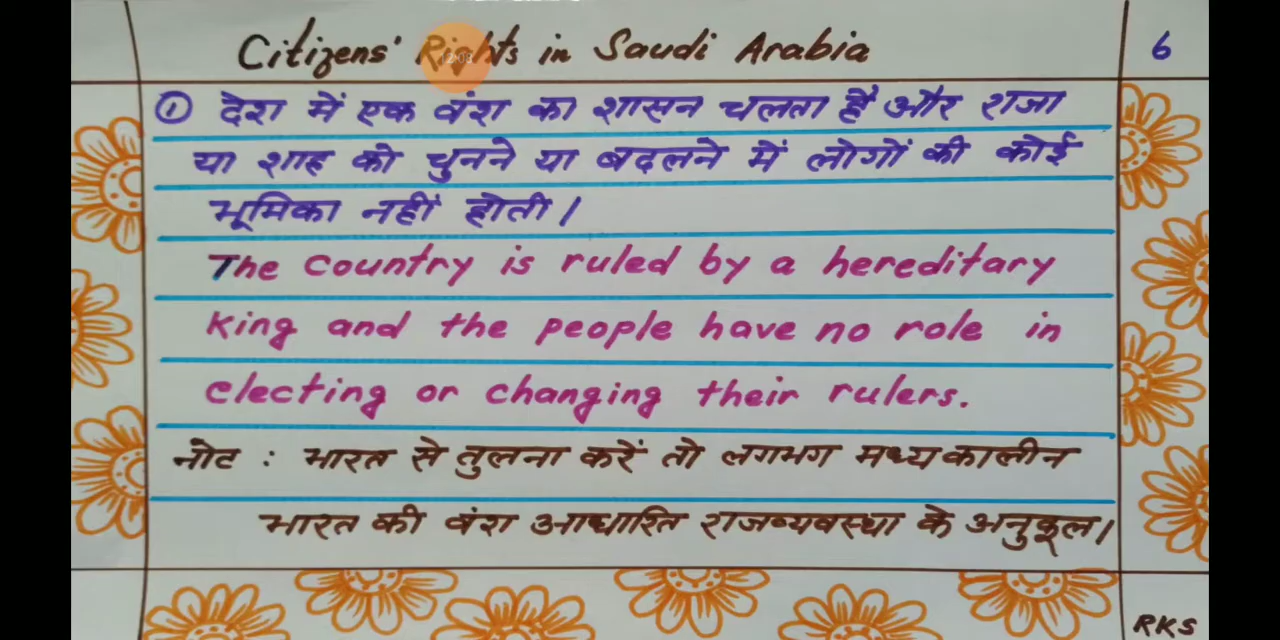 Citizens' Rights in Saudi Arabia
6
① देश में एक वंश का शासन चलता है और राजा
या शाह को चुनने या बदलने में लोगों की कोई
भूमिका नहीं होती।
The country is ruled by a hereditary
king and the people have no role in
electing or changing their rulers.
नोट : भारत से तुलना करें तो लगभग मध्यकालीन
भारत की वंश आधारित राजव्यवस्था के अनुकूल।
RKS